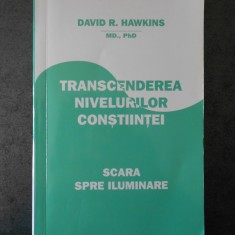 DAVID R. HAWKINS
MD., PhD
TRANSCENDEREA
NIVELURILOR
CONȘTIINȚEI
SCARA
SPRE ILUMINARE